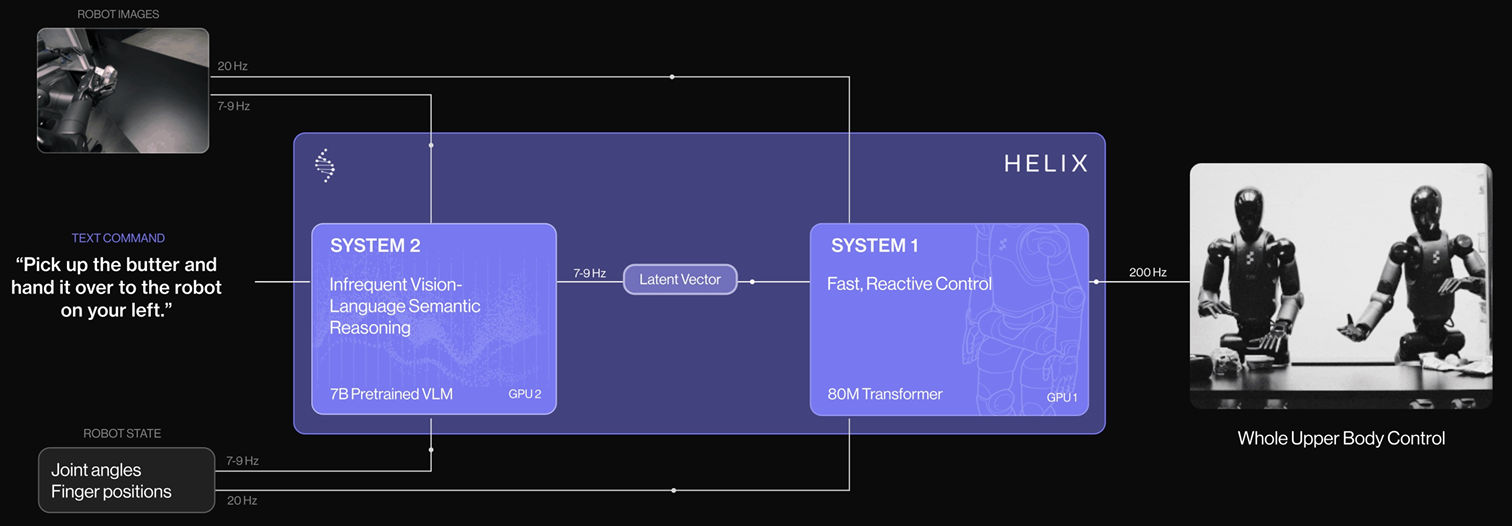 ROBOT IMAGES
20 Hz
7-9 Hz
HELIX
TEXT COMMAND
“Pick up the butter and
hand it over to the robot
on your left.”
SYSTEM 2
Infrequent Vision-
Language Semantic
Reasoning
7B Pretrained VLM
GPU 2
7-9 Hz
Latent Vector
SYSTEM 1
Fast, Reactive Control
80M Transformer
GPU 1
200 Hz
Whole Upper Body Control
ROBOT STATE
Joint angles
Finger positions
7-9 Hz
20 Hz